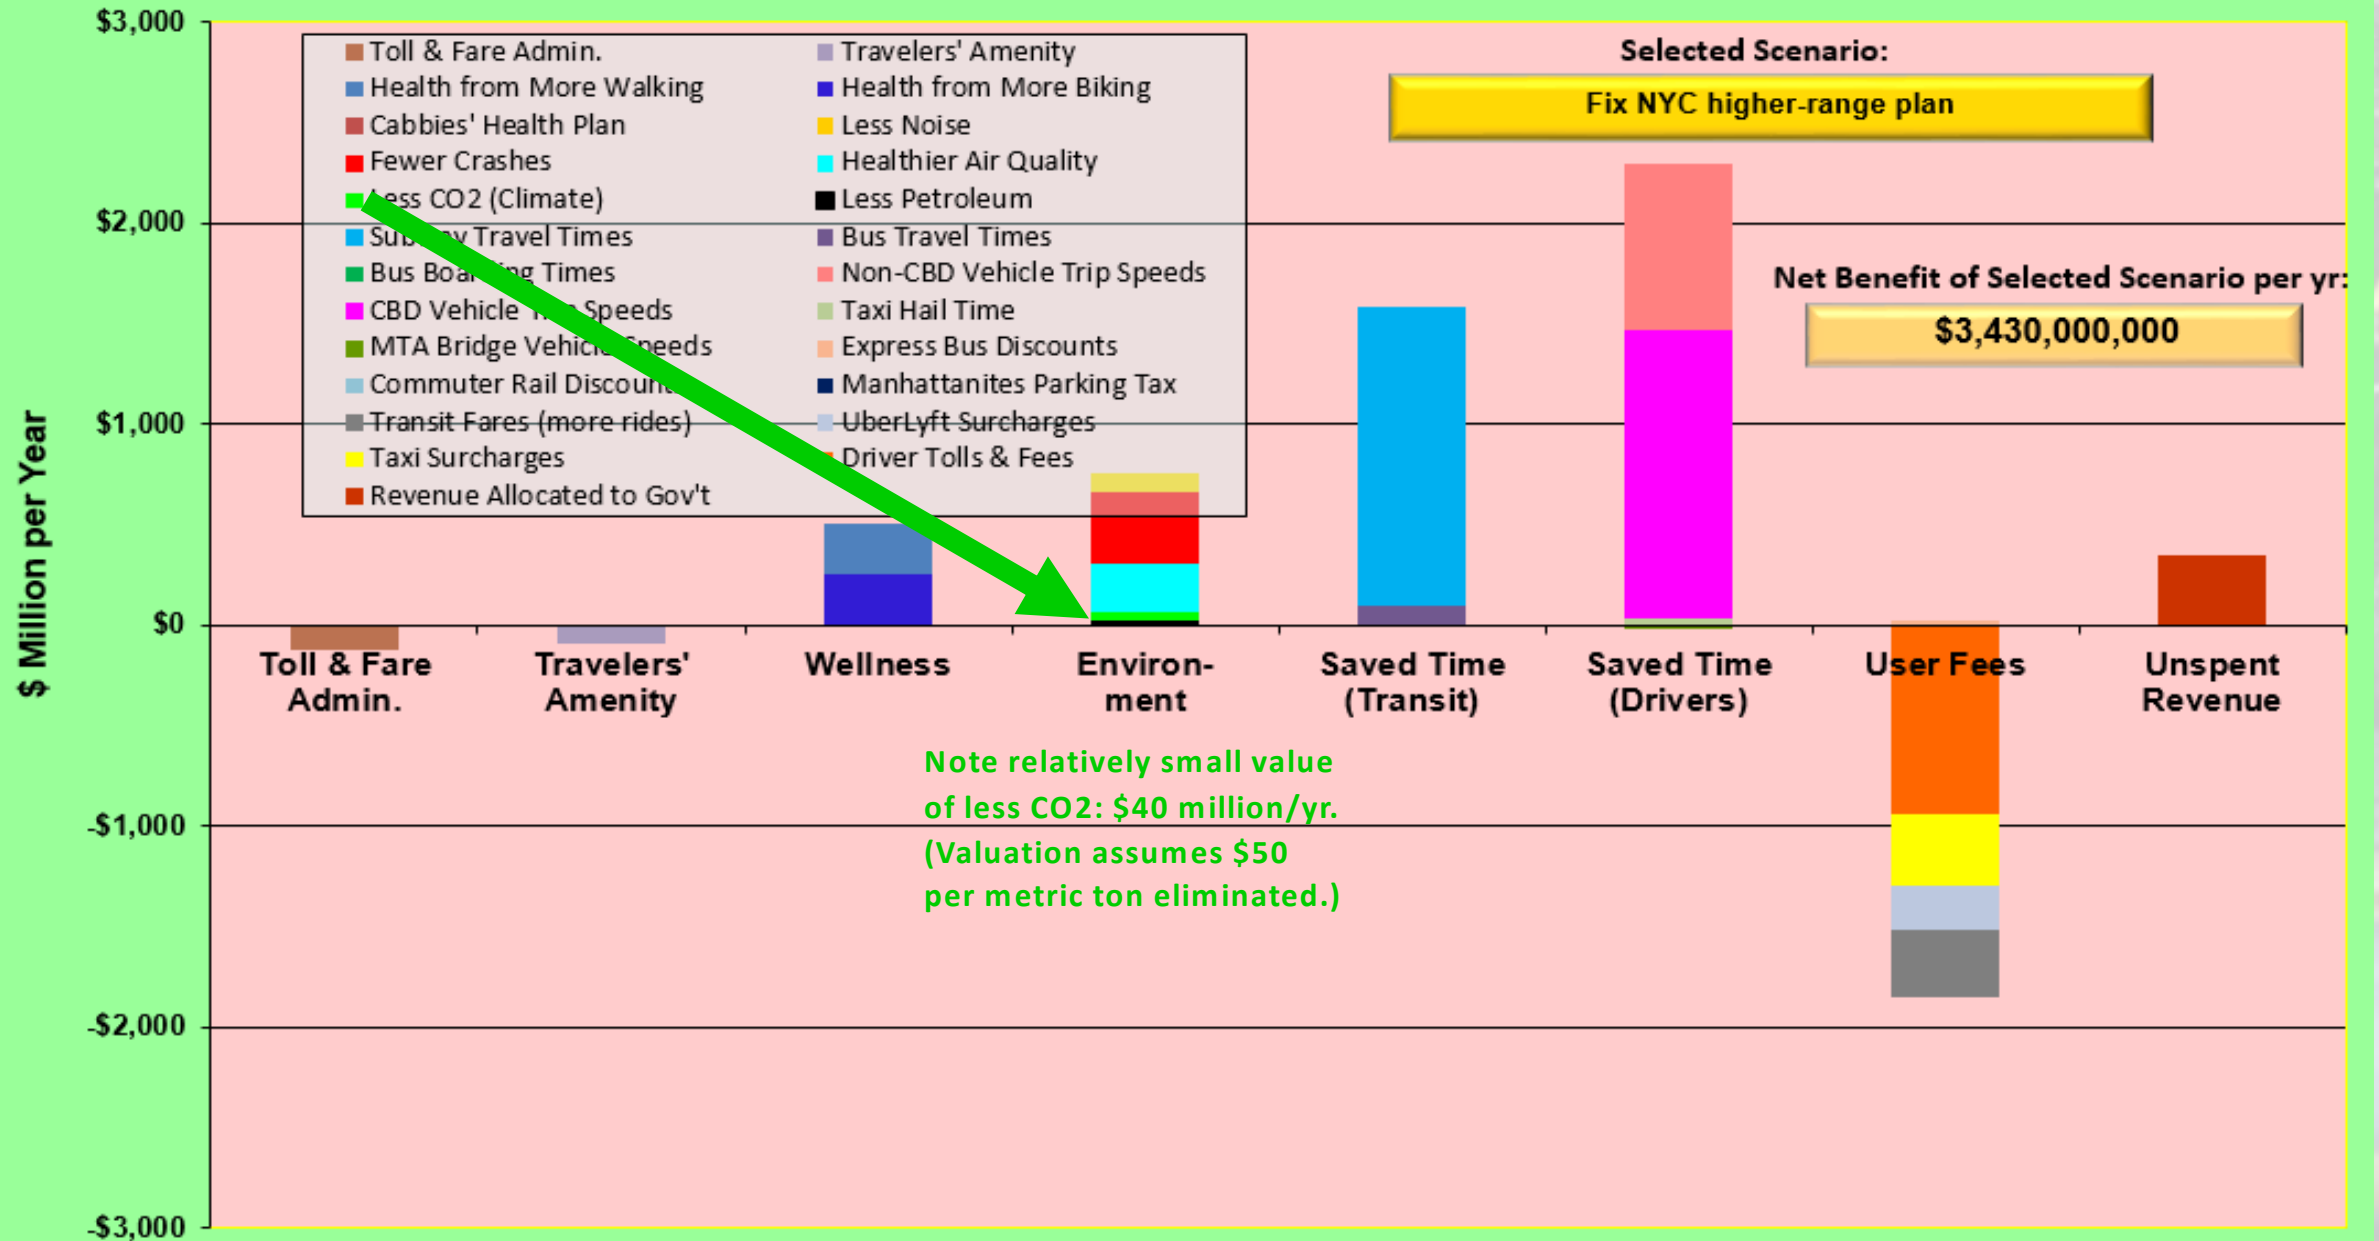 $3,000
$2,000
$1,000
$0
-$1,000
-$2,000
-$3,000
$ Million per Year
Toll & Fare Admin.
Travelers' Amenity
Health from More Walking
Health from More Biking
Cabbies' Health Plan
Less Noise
Fewer Crashes
Healthier Air Quality
Less CO2 (Climate)
Less Petroleum
Subway Travel Times
Bus Travel Times
Bus Boarding Times
Non-CBD Vehicle Trip Speeds
CBD Vehicle Trip Speeds
Taxi Hail Time
MTA Bridge Vehicle Speeds
Express Bus Discounts
Commuter Rail Discounts
Manhattanites Parking Tax
Transit Fares (more rides)
UberLyft Surcharges
Taxi Surcharges
Driver Tolls & Fees
Revenue Allocated to Gov't
Selected Scenario:
Fix NYC higher-range plan
Net Benefit of Selected Scenario per yr:
$3,430,000,000
Toll & Fare
Admin.
Travelers'
Amenity
Wellness
Environ-
ment
Saved Time
(Transit)
Saved Time
(Drivers)
User Fees
Unspent
Revenue
Note relatively small value
of less CO2: $40 million/yr.
(Valuation assumes $50
per metric ton eliminated.)